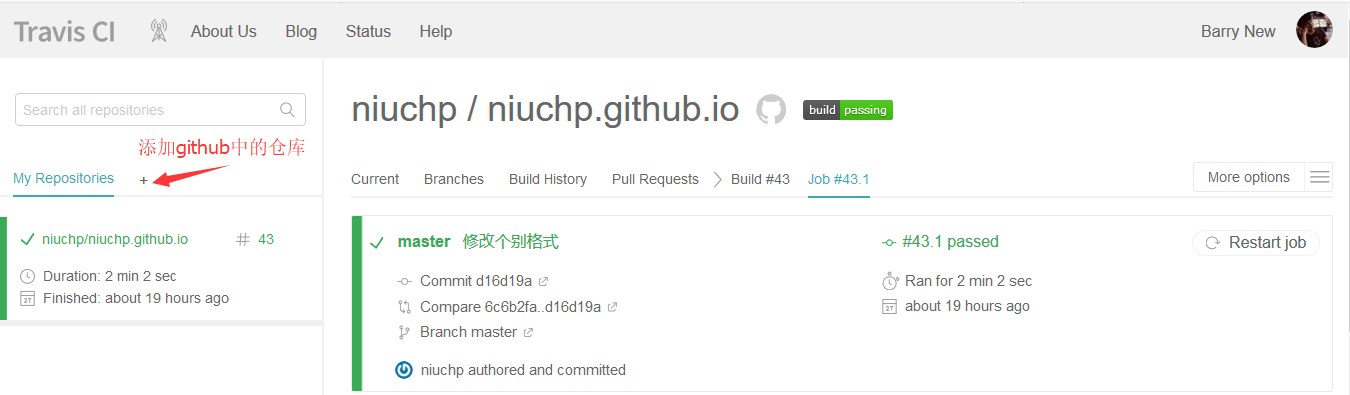 Travis CI About Us Blog Status Help Barry New
Search all repositories
添加github中的仓库
My Repositories +
niuchp/niuchp.github.io # 43
Duration: 2 min 2 sec
27 Finished: about 19 hours ago
niuchp / niuchp.github.io build passing
Current Branches Build History Pull Requests Build #43 Job #43.1 More options
master 修改个别格式 #43.1 passed Restart job
Commit d16d19a Ran for 2 min 2 sec
Compare 6c6b2fa..d16d19a 27 about 19 hours ago
Branch master
niuchp authored and committed